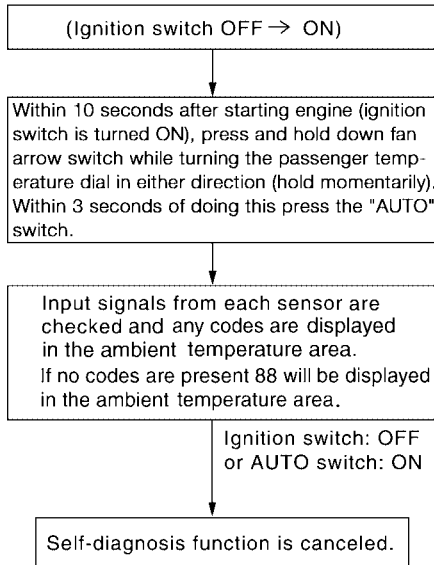 (Ignition switch OFF → ON)
Within 10 seconds after starting engine (ignition
switch is turned ON), press and hold down fan
arrow switch while turning the passenger temp-
erature dial in either direction (hold momentarily).
Within 3 seconds of doing this press the "AUTO"
switch.
Input signals from each sensor are
checked and any codes are displayed
in the ambient temperature area.
If no codes are present 88 will be displayed
in the ambient temperature area.
Ignition switch: OFF
or AUTO switch: ON
Self-diagnosis function is canceled.